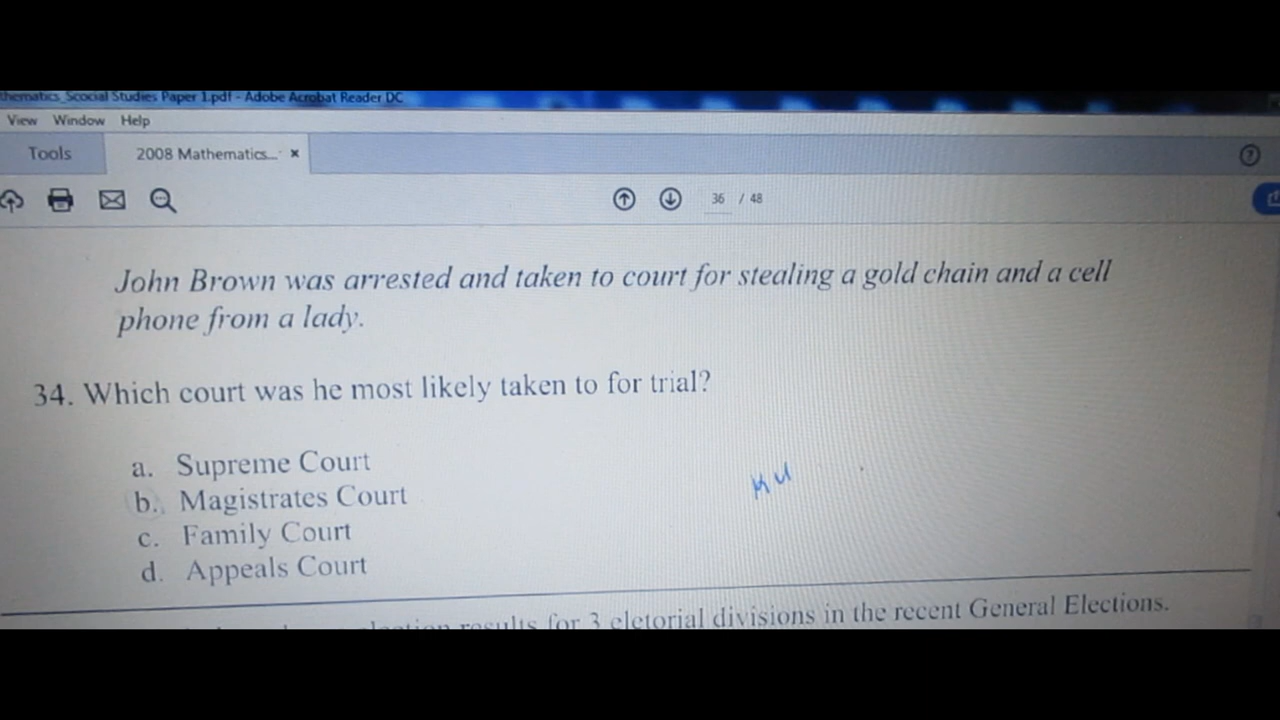 thematics_Scocial Studies Paper 1.pdf - Adobe Acrobat Reader DC
View Window Help
Tools 2008 Mathematics... ×
36 / 48
John Brown was arrested and taken to court for stealing a gold chain and a cell
phone from a lady.
34. Which court was he most likely taken to for trial?
a. Supreme Court
b. Magistrates Court
c. Family Court
d. Appeals Court
election results for 3 eletorial divisions in the recent General Elections.